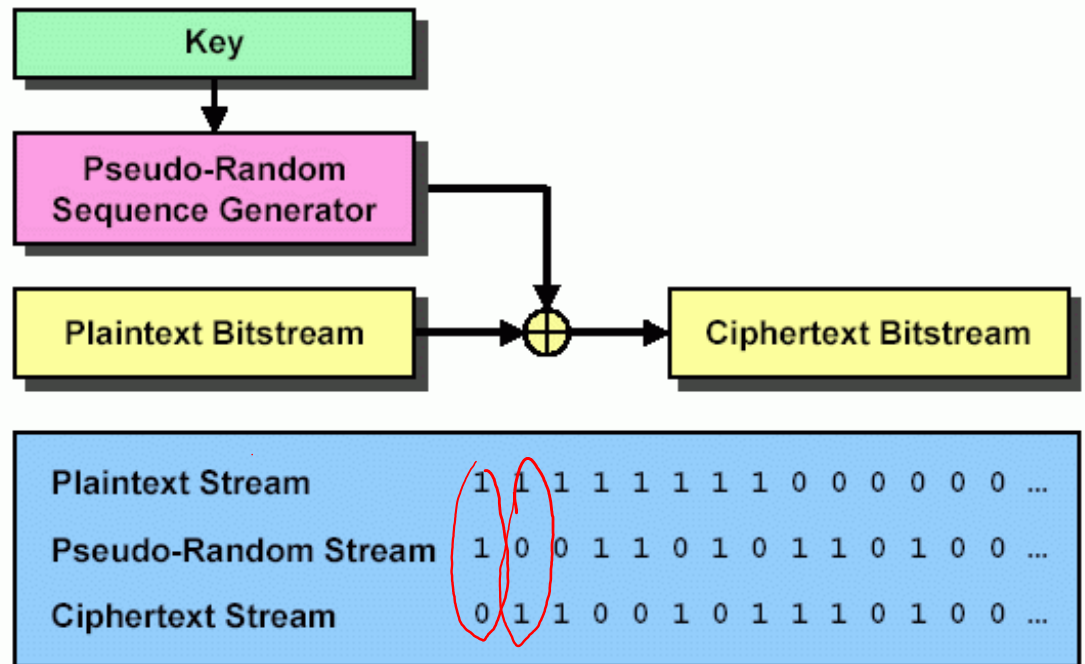 Key
Pseudo-Random
Sequence Generator
Plaintext Bitstream
Ciphertext Bitstream
Plaintext Stream 1 1 1 1 1 1 1 1 0 0 0 0 0 0 ...
Pseudo-Random Stream 1 0 0 1 1 0 1 0 1 1 0 1 0 0 ...
Ciphertext Stream 0 1 1 0 0 1 0 1 1 1 0 1 0 0 ...